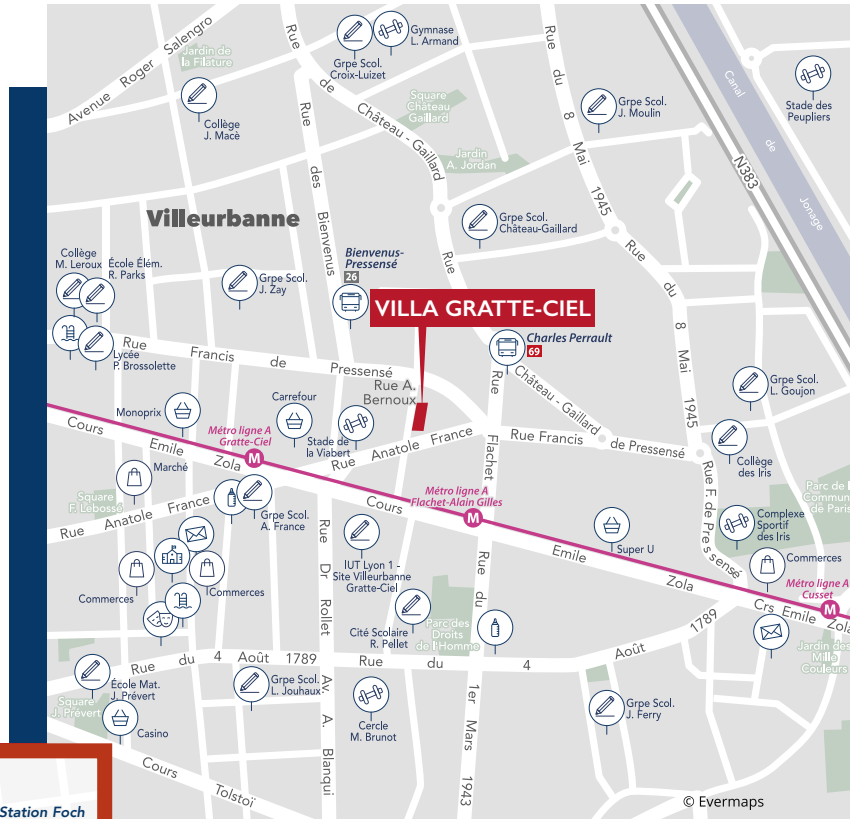 Avenue Roger Salengro
Jardin de
la Filature
Collège
J. Macè
Rue des Bienvenus
Grpe Scol.
Croix-Luizet
Gymnase
L. Armand
Rue de Château - Gaillard
Square
Château
Gaillard
Jardin
A. Jordan
Rue du 8 Mai 1945
Grpe Scol.
J. Moulin
Canal de Jonage
Stade des
Peupliers
N383
Villeurbanne
Grpe Scol.
Château-Gaillard
Collège
M. Leroux
École Élém.
R. Parks
Grpe Scol.
J. Zay
Bienvenus-
Pressensé
26
Rue du 8 Mai 1945
VILLA GRATTE-CIEL
Lycée
P. Brossolette
Rue Francis de Pressensé
Charles Perrault
69
Rue Château - Gaillard
Rue A.
Bernoux
Grpe Scol.
L. Goujon
Monoprix
Carrefour
Stade de
la Viabert
Métro ligne A
Gratte-Ciel
M
Cours Emile Zola
Rue Anatole France
Rue Flachet
Rue Francis de Pressensé
Collège
des Iris
Rue F. de Pressensé
Marché
Square
F. Lebossé
Rue Anatole France
Grpe Scol.
A. France
Métro ligne A
Flachet-Alain Gilles
M
Cours Emile Zola
Parc de l
Commun
de Paris
Complexe
Sportif
des Iris
Super U
Commerces
Métro ligne A
Cusset
M
Crs Emile Zola
Rue Dr Rollet
IUT Lyon 1 -
Site Villeurbanne
Gratte-Ciel
Commerces
Commerces
Cité Scolaire
R. Pellet
Parc des
Droits
de l'Homme
Rue du 1er Mars 1943
Jardin des
Mille
Couleurs
Rue du 4 Août 1789
Rue du 4 Août 1789
École Mat.
J. Prévert
Square
J. Prévert
Casino
Grpe Scol.
L. Jouhaux
Av. A. Blanqui
Cercle
M. Brunot
Grpe Scol.
J. Ferry
Cours Tolstoï
Station Foch
© Evermaps